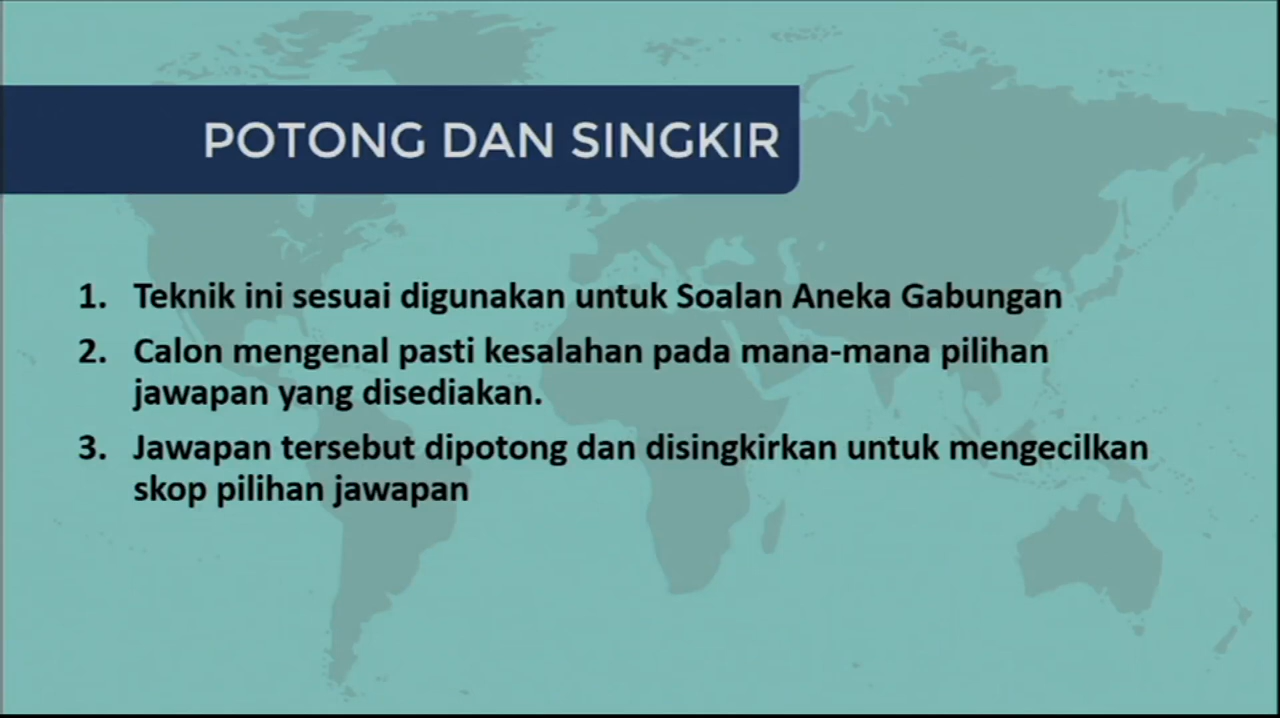 POTONG DAN SINGKIR
1. Teknik ini sesuai digunakan untuk Soalan Aneka Gabungan
2. Calon mengenal pasti kesalahan pada mana-mana pilihan
jawapan yang disediakan.
3. Jawapan tersebut dipotong dan disingkirkan untuk mengecilkan
skop pilihan jawapan